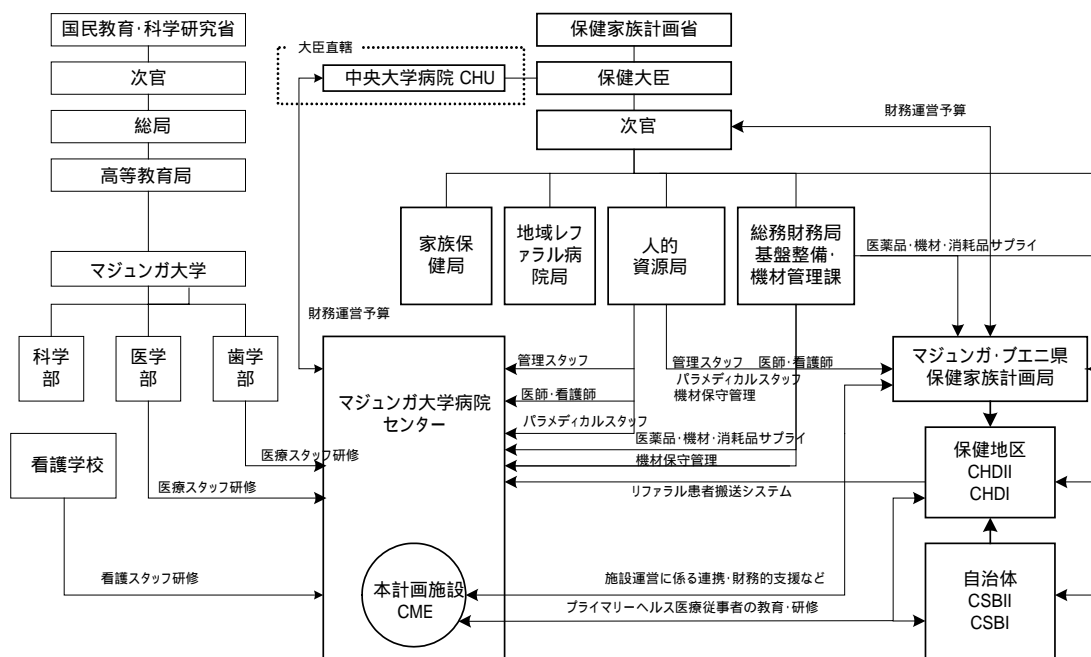 国民教育・科学研究省
次官
総局
高等教育局
マジュンガ大学
科学
部
医学
部
歯学
部
看護学校
医療スタッフ研修
医療スタッフ研修
看護スタッフ研修
大臣直轄
中央大学病院 CHU
保健家族計画省
保健大臣
次官
財務運営予算
家族保
健局
地域レフ
ァラル病
院局
人的
資源局
総務財務局
基盤整備・
機材管理課
医薬品・機材・消耗品サプライ
財務運営予算
マジュンガ大学病院
センター
管理スタッフ
医師・看護師
パラメディカルスタッフ
医薬品・機材・消耗品サプライ
機材保守管理
リファラル患者搬送システム
管理スタッフ 医師・看護師
パラメディカルスタッフ
機材保守管理
マジュンガ・ブエニ県
保健家族計画局
保健地区
CHDII
CHDI
自治体
CSBII
CSBI
本計画施設
CME
施設運営に係る連携・財務的支援など
プライマリーヘルス医療従事者の教育・研修